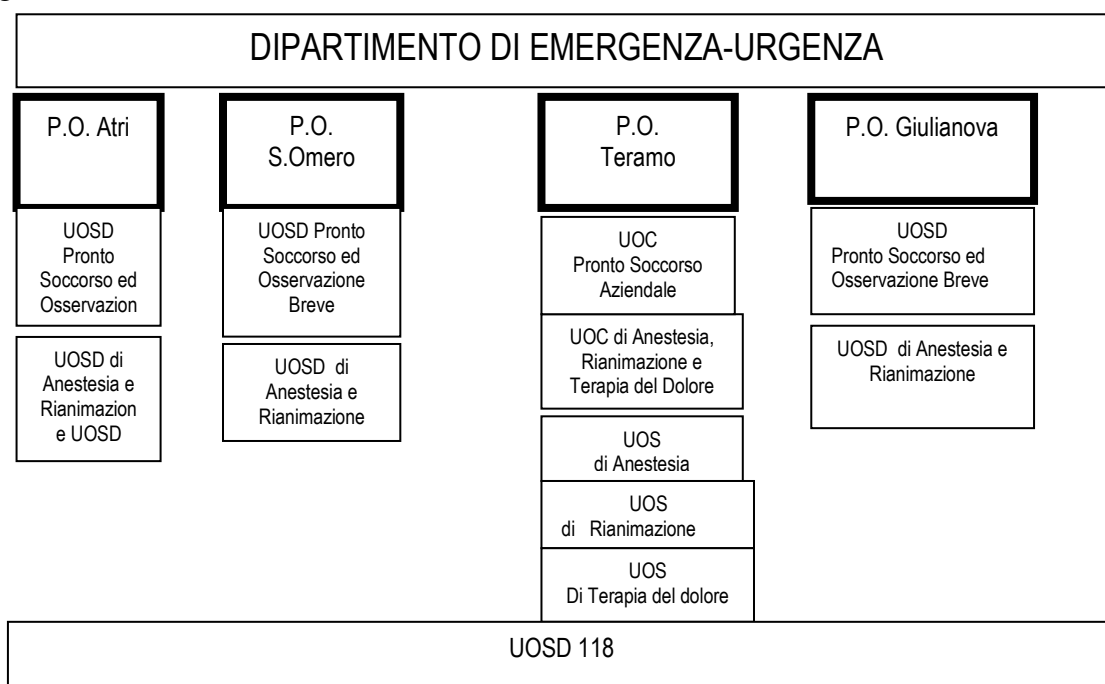 DIPARTIMENTO DI EMERGENZA-URGENZA
P.O. Atri
UOSD
Pronto
Soccorso ed
Osservazion
UOSD di
Anestesia e
Rianimazion
e UOSD
P.O.
S.Omero
UOSD Pronto
Soccorso ed
Osservazione
Breve
UOSD di
Anestesia e
Rianimazione
P.O.
Teramo
UOC
Pronto Soccorso
Aziendale
UOC di Anestesia,
Rianimazione e
Terapia del Dolore
UOS
di Anestesia
UOS
di Rianimazione
UOS
Di Terapia del dolore
P.O. Giulianova
UOSD
Pronto Soccorso ed
Osservazione Breve
UOSD di Anestesia e
Rianimazione
UOSD 118